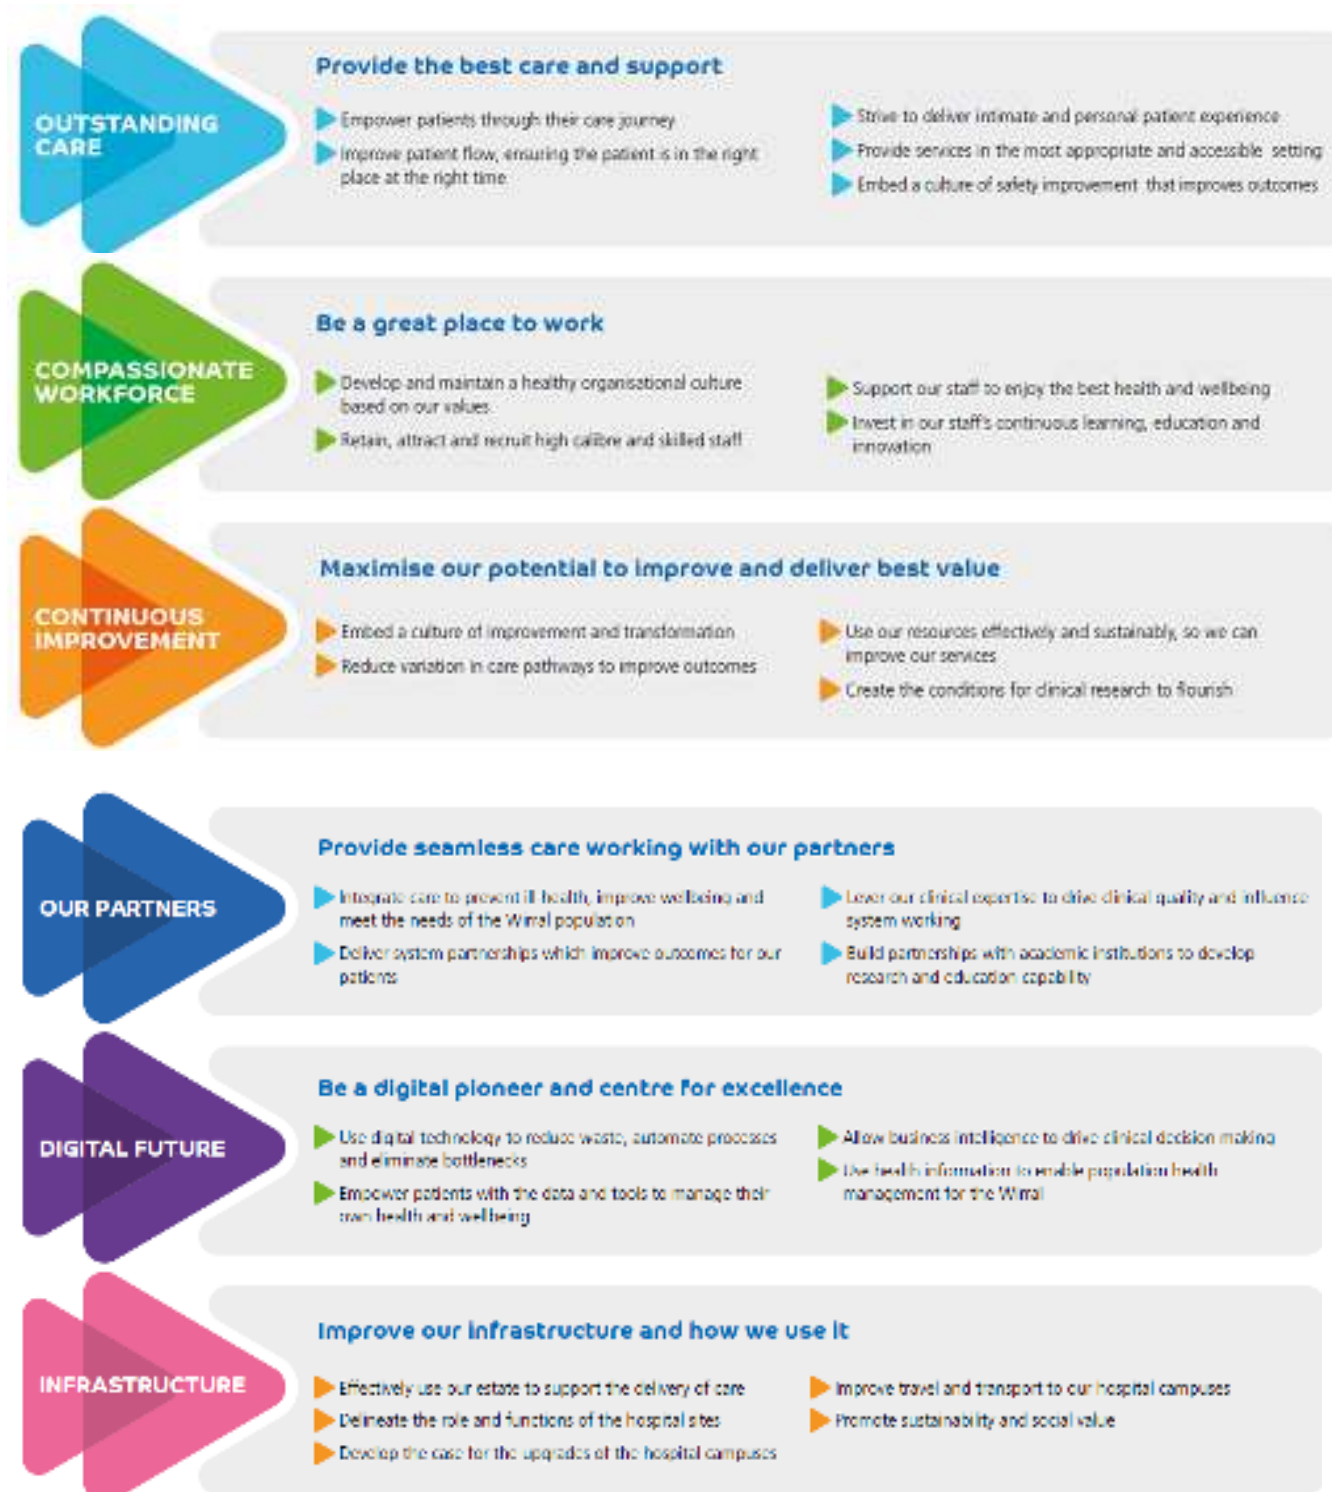 OUTSTANDING
CARE
Provide the best care and support
Empower patients through their care journey
Improve patient flow, ensuring the patient is in the right
place at the right time
Strive to deliver intimate and personal patient experience
Provide services in the most appropriate and accessible setting
Embed a culture of safety improvement that improves outcomes
COMPASSIONATE
WORKFORCE
Be a great place to work
Develop and maintain a healthy organisational culture
based on our values
Retain, attract and recruit high calibre and skilled staff
Support our staff to enjoy the best health and wellbeing
Invest in our staff's continuous learning, education and
innovation
CONTINUOUS
IMPROVEMENT
Maximise our potential to improve and deliver best value
Embed a culture of improvement and transformation
Reduce variation in care pathways to improve outcomes
Use our resources effectively and sustainably, so we can
improve our services
Create the conditions for clinical research to flourish
OUR PARTNERS
Provide seamless care working with our partners
Integrate care to prevent ill health, improve wellbeing and
meet the needs of the Wirral population
Deliver system partnerships which improve outcomes for our
patients
Lever our clinical expertise to drive clinical quality and influence
system working
Build partnerships with academic institutions to develop
research and education capability
DIGITAL FUTURE
Be a digital pioneer and centre for excellence
Use digital technology to reduce waste, automate processes
and eliminate bottlenecks
Empower patients with the data and tools to manage their
own health and wellbeing
Allow business intelligence to drive clinical decision making
Use health information to enable population health
management for the Wirral
INFRASTRUCTURE
Improve our infrastructure and how we use it
Effectively use our estate to support the delivery of care
Delineate the role and functions of the hospital sites
Develop the case for the upgrades of the hospital campuses
Improve travel and transport to our hospital campuses
Promote sustainability and social value